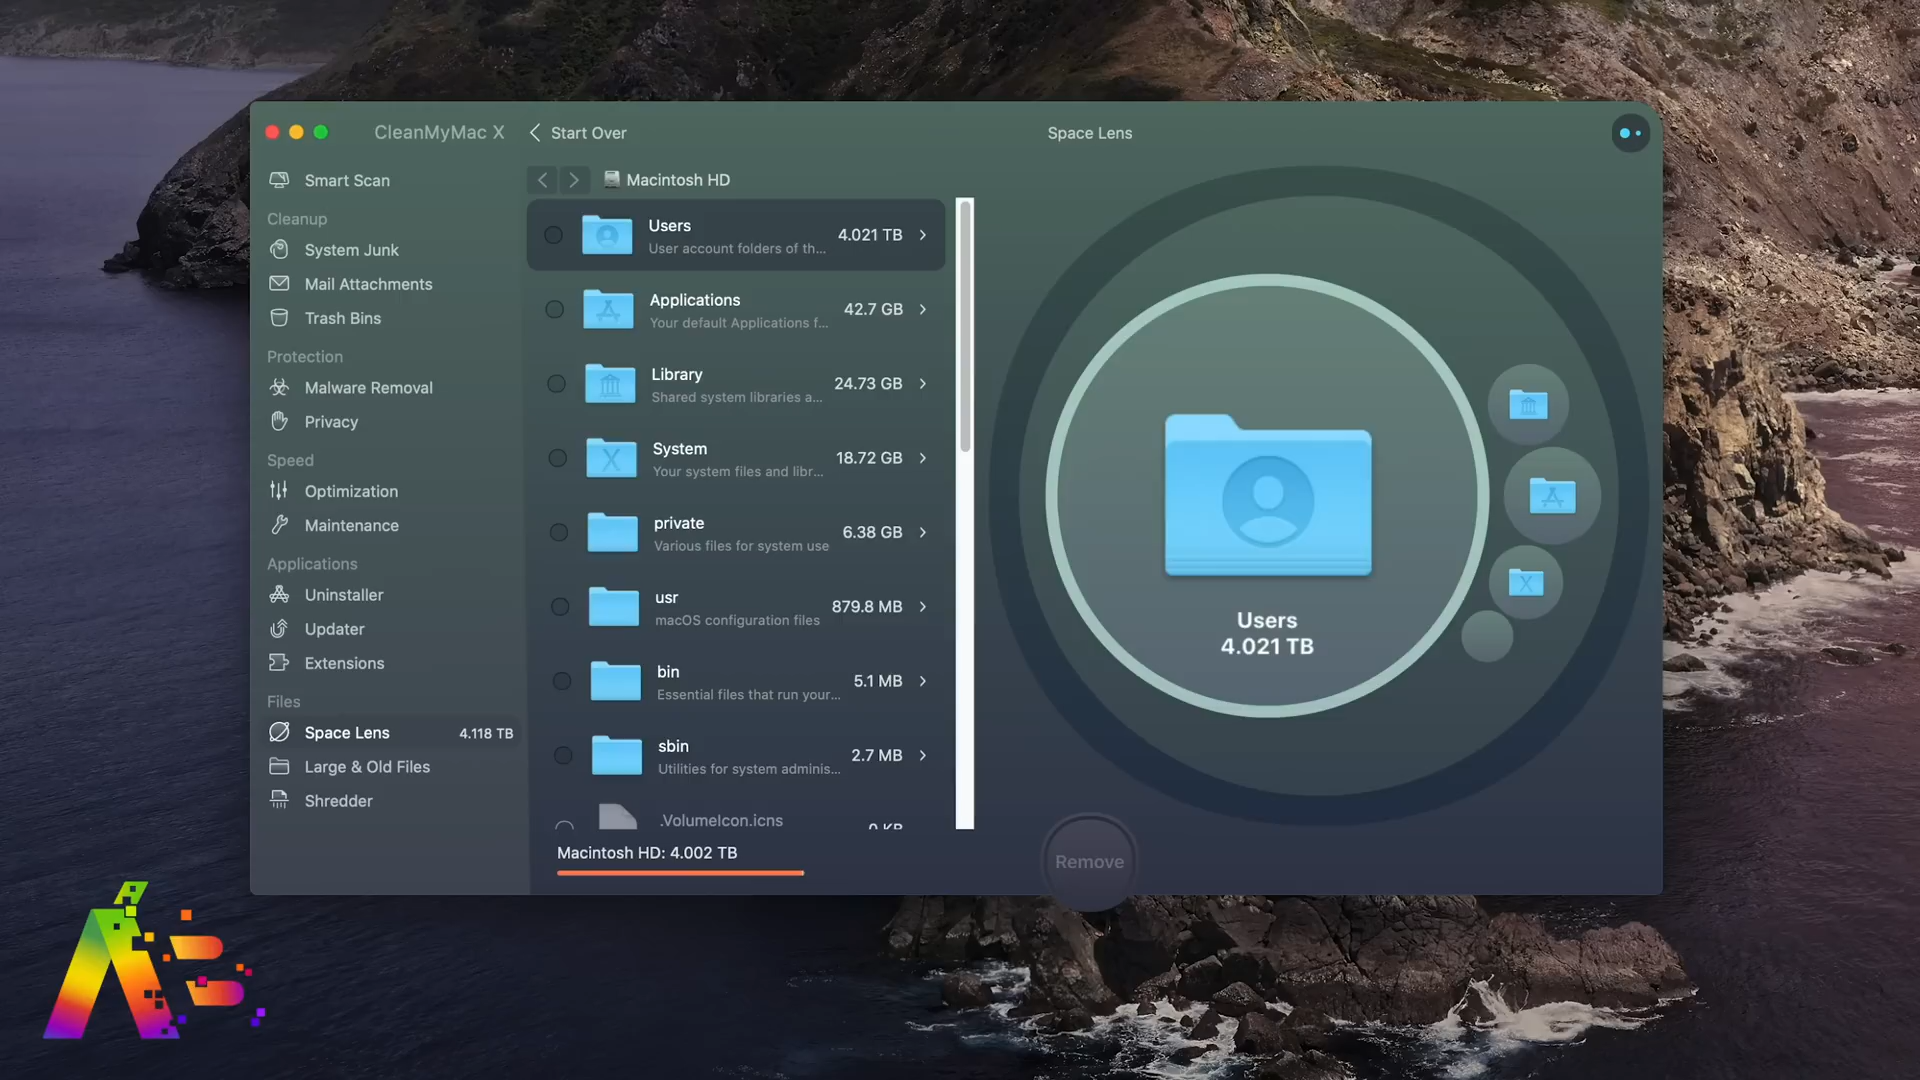 CleanMyMac X
Start Over
Space Lens
Smart Scan
Cleanup
System Junk
Mail Attachments
Trash Bins
Protection
Malware Removal
Privacy
Speed
Optimization
Maintenance
Applications
Uninstaller
Updater
Extensions
Files
Space Lens 4.118 TB
Large & Old Files
Shredder
Macintosh HD
Users
User account folders of th...
4.021 TB
Applications
Your default Applications f...
42.7 GB
Library
Shared system libraries a...
24.73 GB
System
Your system files and libr...
18.72 GB
private
Various files for system use
6.38 GB
usr
macOS configuration files
879.8 MB
bin
Essential files that run your...
5.1 MB
sbin
Utilities for system adminis...
2.7 MB
.VolumeIcon.icns
0 KB
Macintosh HD: 4.002 TB
Users
4.021 TB
Remove